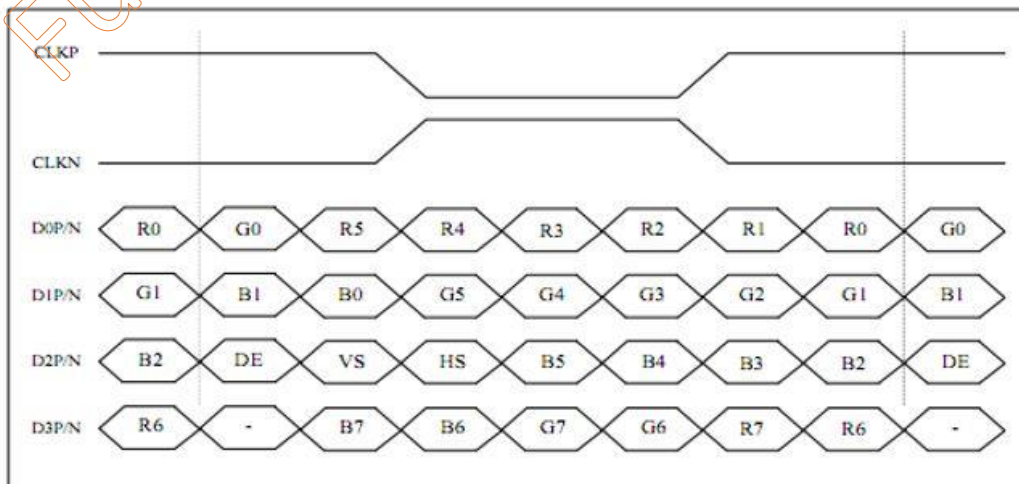 CLKP
CLKN
D0P/N R0 G0 R5 R4 R3 R2 R1 R0 G0
D1P/N G1 B1 B0 G5 G4 G3 G2 G1 B1
D2P/N B2 DE VS HS B5 B4 B3 B2 DE
D3P/N R6 - B7 B6 G7 G6 R7 R6 -